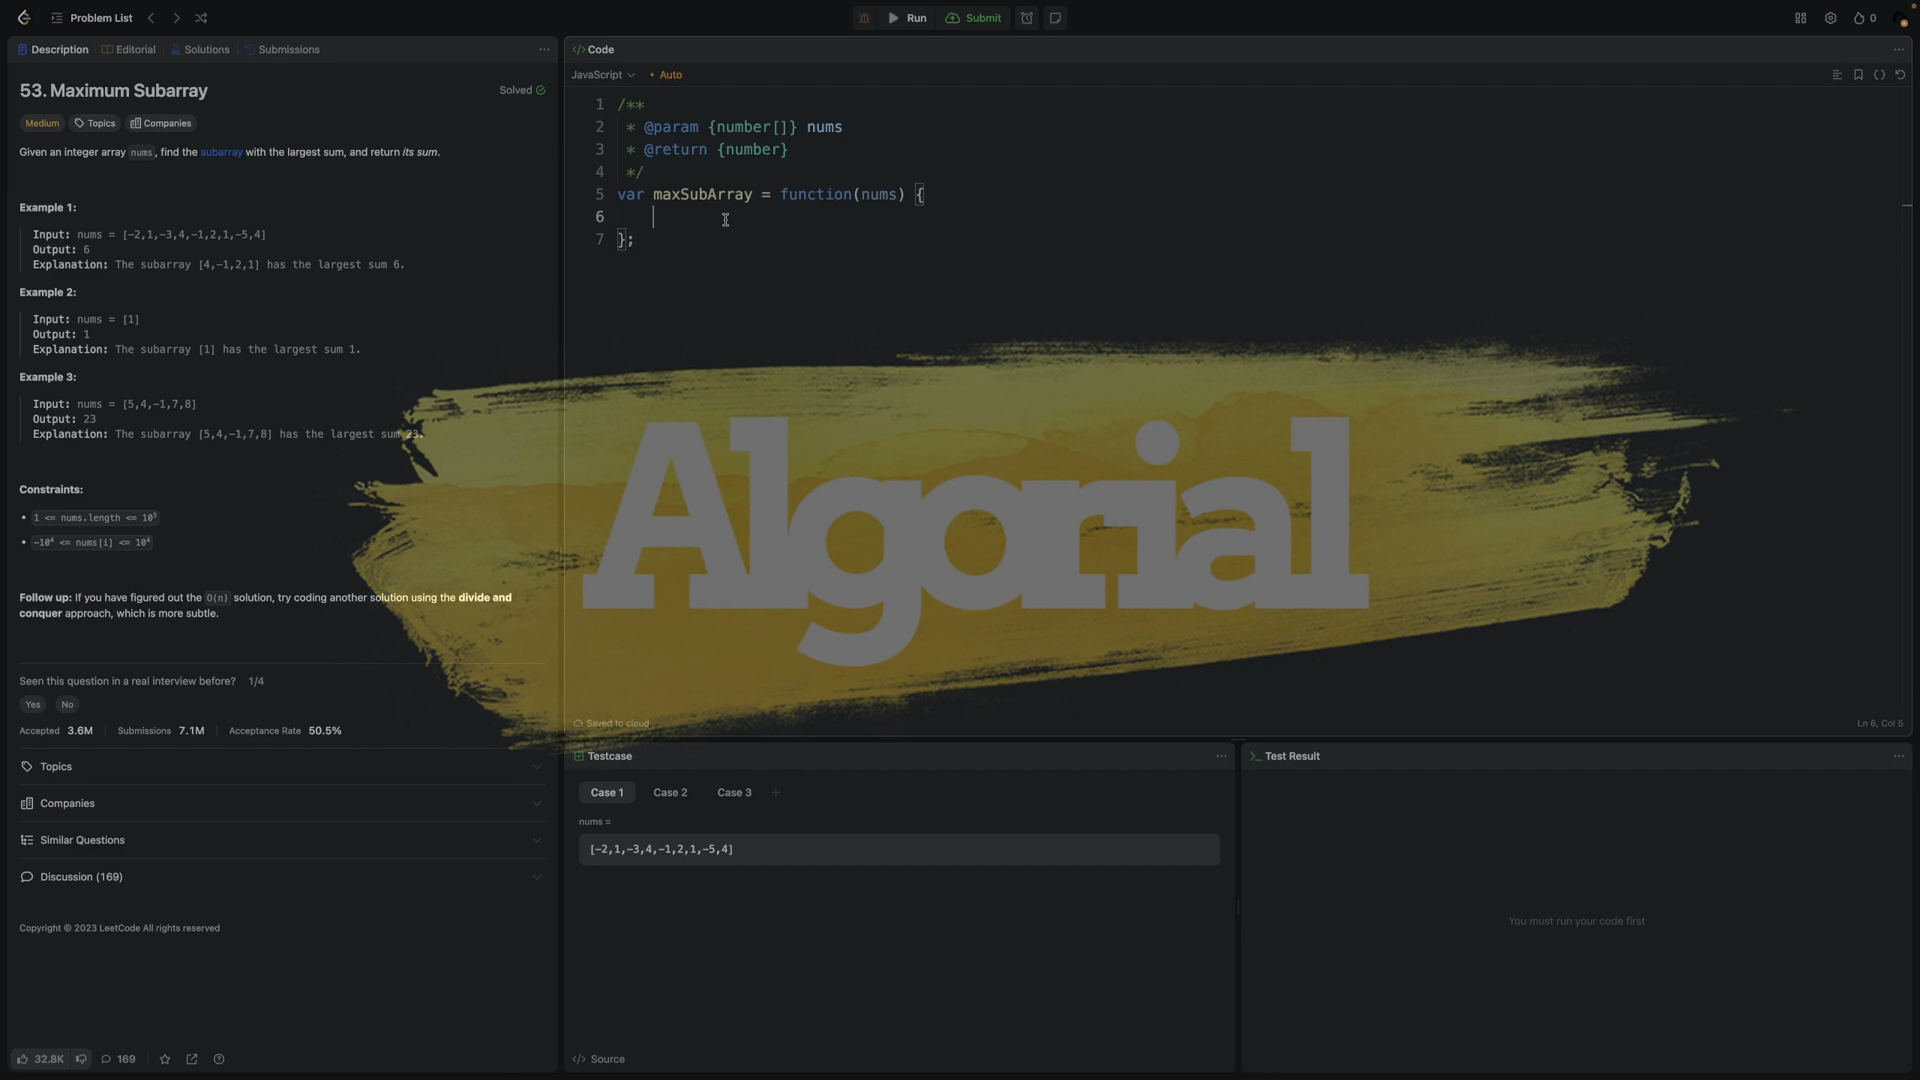 Problem List
Run
Submit
0
Description
Editorial
Solutions
Submissions
53. Maximum Subarray
Solved
Medium
Topics
Companies
Given an integer array nums, find the subarray with the largest sum, and return its sum.
Example 1:
Input: nums = [-2,1,-3,4,-1,2,1,-5,4]
Output: 6
Explanation: The subarray [4,-1,2,1] has the largest sum 6.
Example 2:
Input: nums = [1]
Output: 1
Explanation: The subarray [1] has the largest sum 1.
Example 3:
Input: nums = [5,4,-1,7,8]
Output: 23
Explanation: The subarray [5,4,-1,7,8] has the largest sum 23.
Constraints:
• 1 <= nums.length <= 10⁵
• -10⁴ <= nums[i] <= 10⁴
Follow up: If you have figured out the O(n) solution, try coding another solution using the divide and
conquer approach, which is more subtle.
Seen this question in a real interview before? 1/4
Yes No
Accepted 3.6M Submissions 7.1M Acceptance Rate 50.5%
Topics
Companies
Similar Questions
Discussion (169)
Copyright © 2023 LeetCode All rights reserved
32.8K 169
</> Code
JavaScript • Auto
1 /**
2 * @param {number[]} nums
3 * @return {number}
4 */
5 var maxSubArray = function(nums) {
6
7 };
Algorial
Saved to cloud
Ln 6, Col 5
Testcase
Case 1 Case 2 Case 3 +
nums =
[-2,1,-3,4,-1,2,1,-5,4]
</> Source
Test Result
You must run your code first